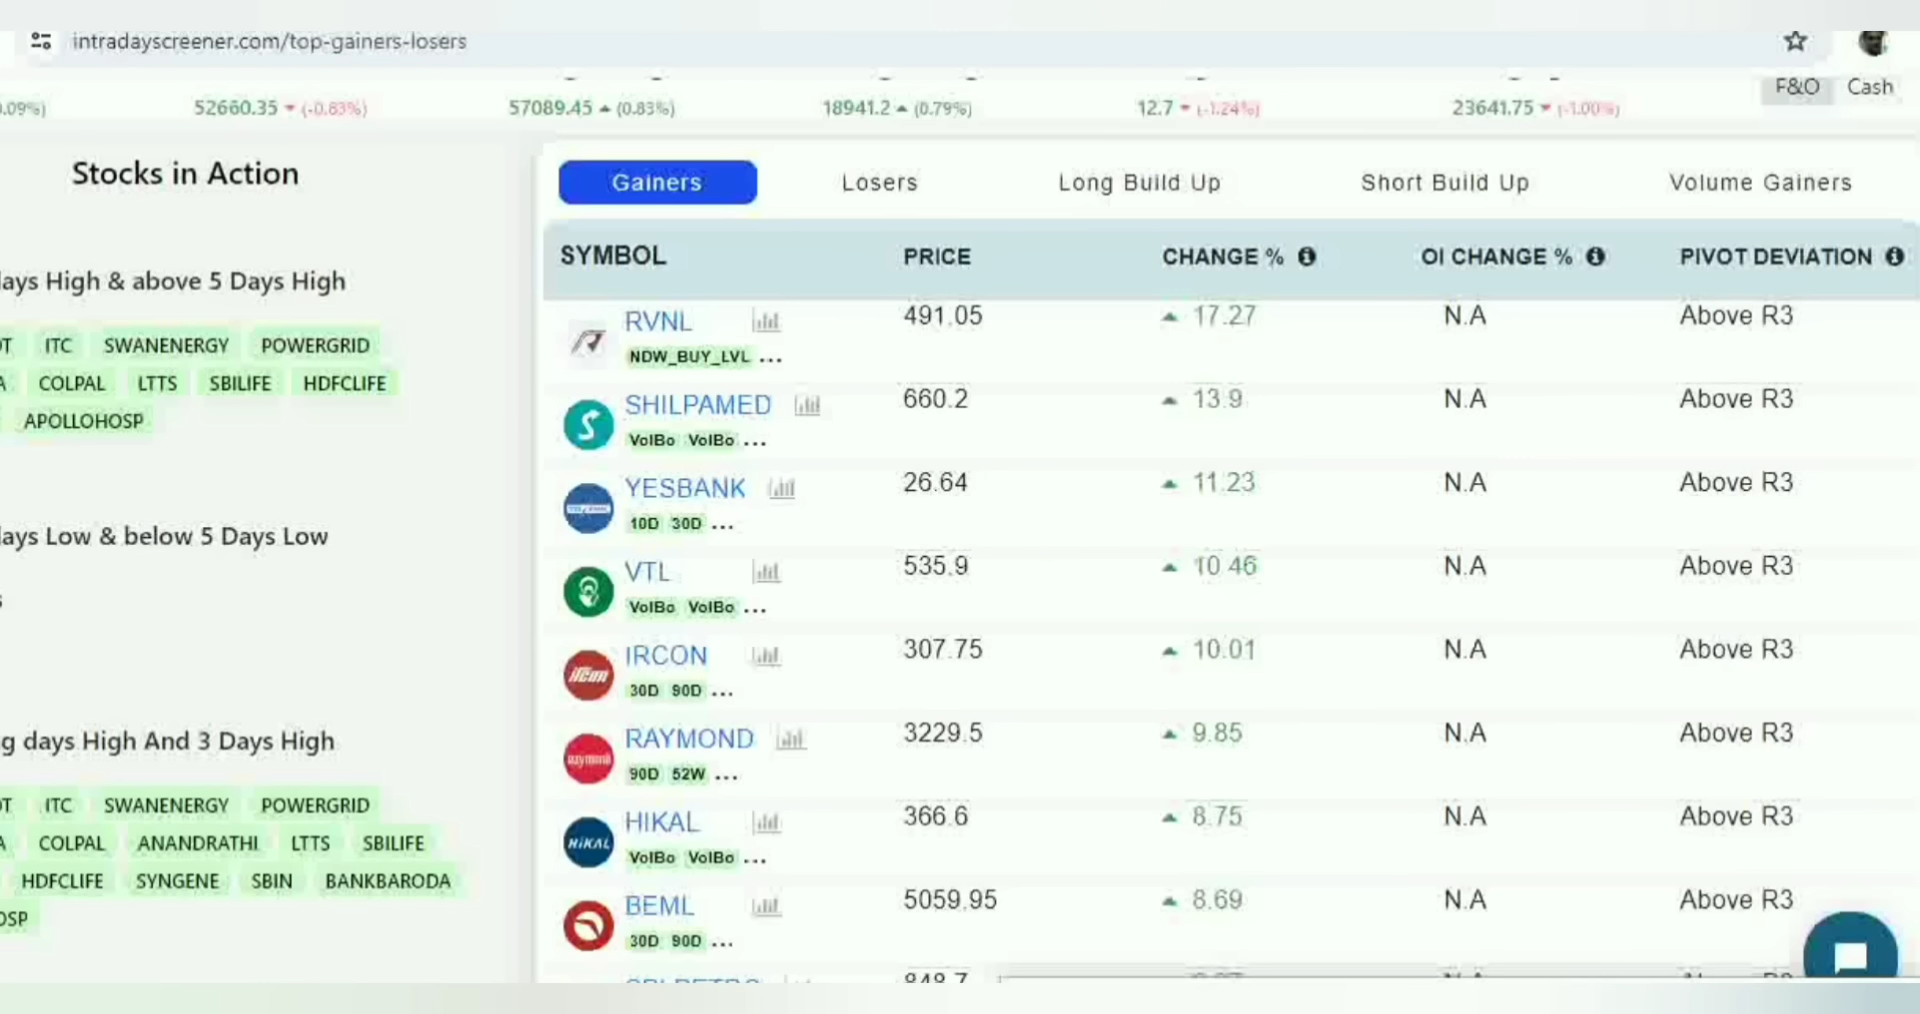 intradayscreener.com/top-gainers-losers
F&O Cash
0.09%) 52660.35 (-0.83%) 57089.45 (0.83%) 18941.2 (0.79%) 12.7 (-1.24%) 23641.75 (-1.00%)
Stocks in Action
ays High & above 5 Days High
ITC SWANENERGY POWERGRID
COLPAL LTTS SBILIFE HDFCLIFE
APOLLOHOSP
ays Low & below 5 Days Low
g days High And 3 Days High
ITC SWANENERGY POWERGRID
COLPAL ANANDRATHI LTTS SBILIFE
HDFCLIFE SYNGENE SBIN BANKBARODA
OSP
Gainers Losers Long Build Up Short Build Up Volume Gainers
SYMBOL PRICE CHANGE % OI CHANGE % PIVOT DEVIATION
RVNL 491.05 17.27 N.A Above R3
NDW_BUY_LVL ...
SHILPAMED 660.2 13.9 N.A Above R3
VolBo VolBo ...
YESBANK 26.64 11.23 N.A Above R3
10D 30D ...
VTL 535.9 10.46 N.A Above R3
VolBo VolBo ...
IRCON 307.75 10.01 N.A Above R3
ircon
30D 90D ...
RAYMOND 3229.5 9.85 N.A Above R3
Raymond
90D 52W ...
HIKAL 366.6 8.75 N.A Above R3
HiKAL
VolBo VolBo ...
BEML 5059.95 8.69 N.A Above R3
30D 90D ...